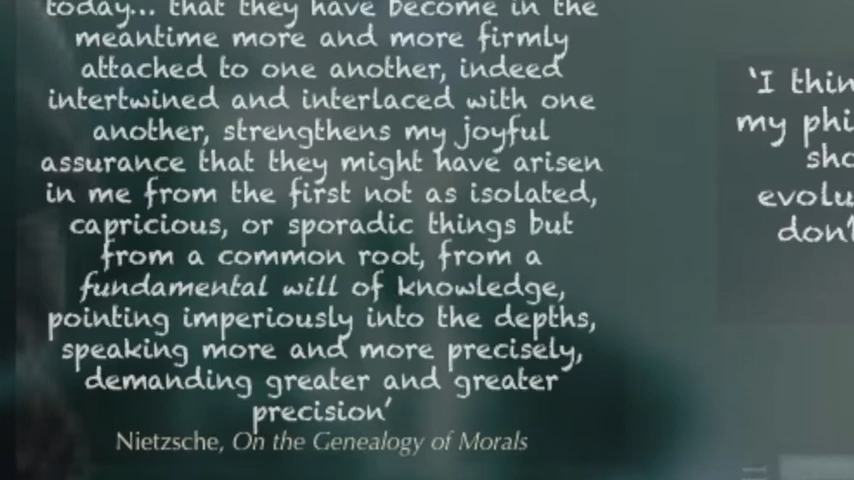 today... that they have become in the
meantime more and more firmly
attached to one another, indeed
intertwined and interlaced with one
another, strengthens my joyful
assurance that they might have arisen
in me from the first not as isolated,
capricious, or sporadic things but
from a common root, from a
fundamental will of knowledge,
pointing imperiously into the depths,
speaking more and more precisely,
demanding greater and greater
precision’
Nietzsche, On the Genealogy of Morals
‘I thin
my phi
sho
evolu
don't